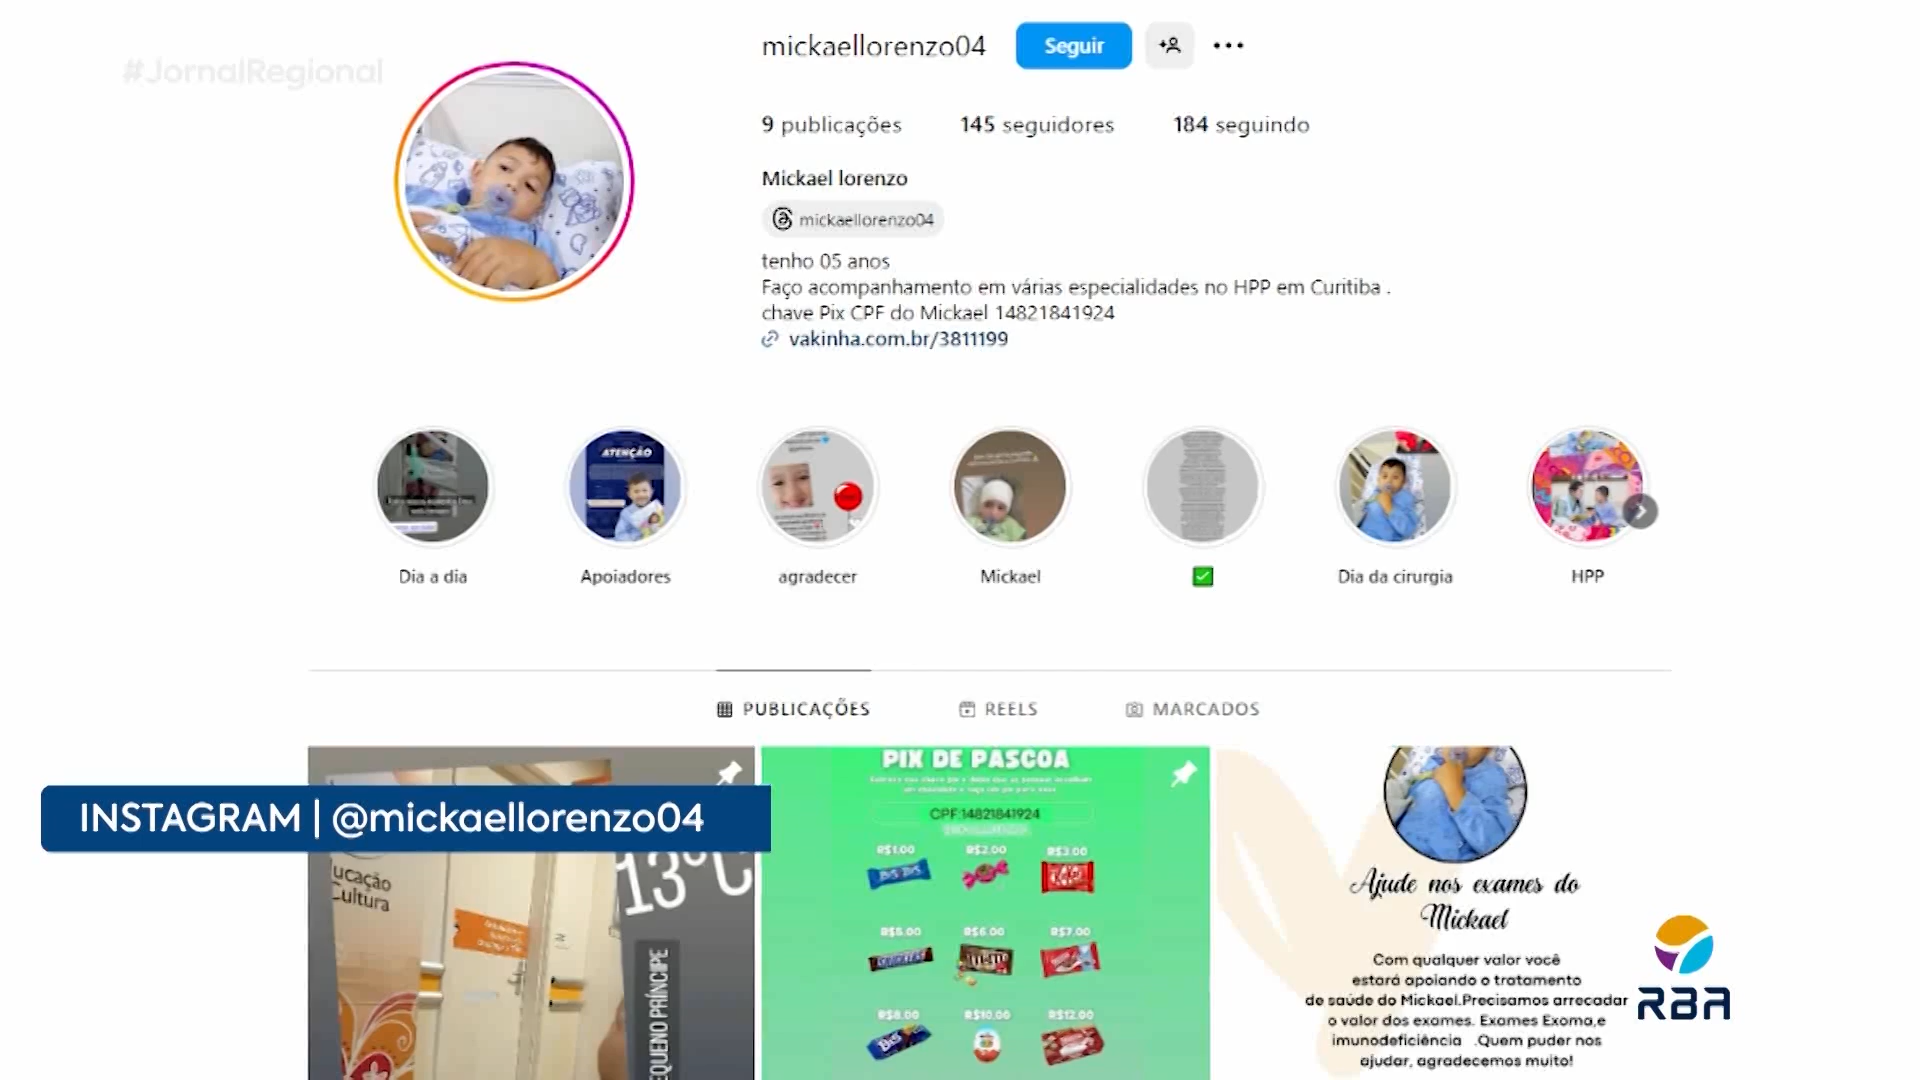 #JornalRegional
mickaellorenzo04
Seguir
9 publicações 145 seguidores 184 seguindo
Mickael lorenzo
mickaellorenzo04
tenho 05 anos
Faço acompanhamento em várias especialidades no HPP em Curitiba .
chave Pix CPF do Mickael 14821841924
vakinha.com.br/3811199
ATENÇÃO
Dia a dia
Apoiadores
agradecer
Mickael
Dia da cirurgia
HPP
PUBLICAÇÕES
REELS
MARCADOS
INSTAGRAM | @mickaellorenzo04
ucação
Cultura
13°C
EQUENO PRÍNCIPE
PIX DE PÁSCOA
CPF:14821841924
R$1.00 R$2.00 R$3.00
R$5.00 R$6.00 R$7.00
R$8.00 R$10.00 R$12.00
Ajude nos exames do
Mickael
Com qualquer valor você
estará apoiando o tratamento
de saúde do Mickael.Precisamos arrecadar
o valor dos exames. Exames Exoma,e
imunodeficiência .Quem puder nos
ajudar, agradecemos muito!
RBA